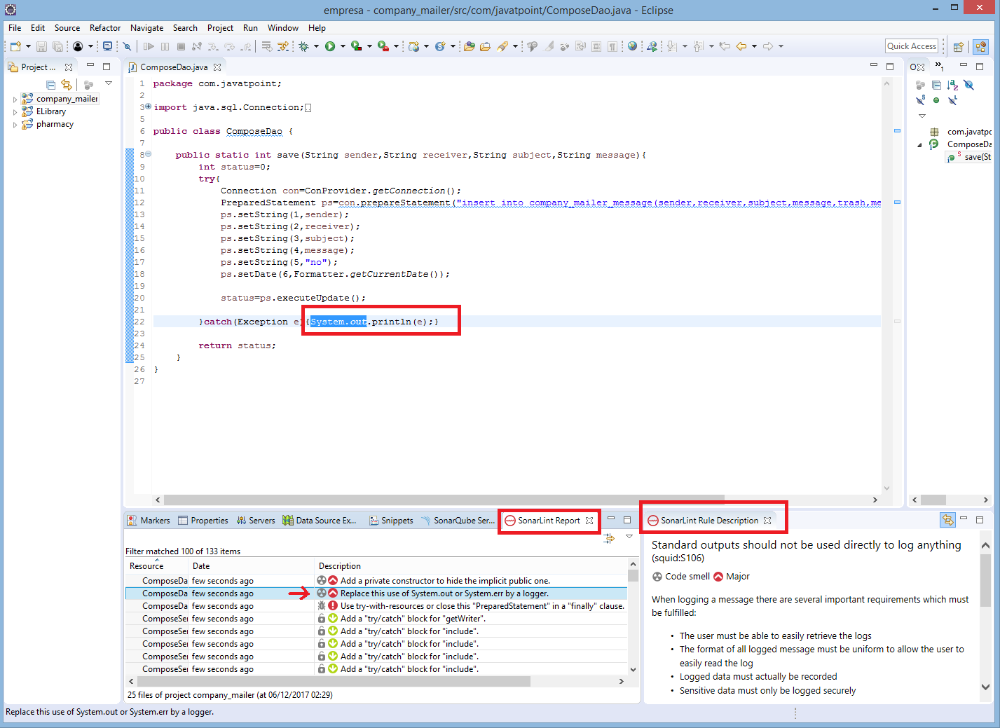 empresa - company_mailer/src/com/javatpoint/ComposeDao.java - Eclipse
File Edit Source Refactor Navigate Search Project Run Window Help
Quick Access
Project ...
company_mailer
ELibrary
pharmacy
ComposeDao.java
1 package com.javatpoint;
2
3 import java.sql.Connection;
5
6 public class ComposeDao {
7
8 public static int save(String sender,String receiver,String subject,String message){
9 int status=0;
10 try{
11 Connection con=ConProvider.getConnection();
12 PreparedStatement ps=con.prepareStatement("insert into company_mailer_message(sender,receiver,subject,message,trash,me
13 ps.setString(1,sender);
14 ps.setString(2,receiver);
15 ps.setString(3,subject);
16 ps.setString(4,message);
17 ps.setString(5,"no");
18 ps.setDate(6,Formatter.getCurrentDate());
19
20 status=ps.executeUpdate();
21
22 }catch(Exception e){System.out.println(e);}
23
24 return status;
25 }
26 }
27
com.javatpo
ComposeDa
save(St
Markers Properties Servers Data Source Ex... Snippets SonarQube Ser... SonarLint Report
Filter matched 100 of 133 items
Resource Date Description
ComposeDa few seconds ago Add a private constructor to hide the implicit public one.
ComposeDa few seconds ago Replace this use of System.out or System.err by a logger.
ComposeDa few seconds ago Use try-with-resources or close this "PreparedStatement" in a "finally" clause.
ComposeSer few seconds ago Add a "try/catch" block for "getWriter".
ComposeSer few seconds ago Add a "try/catch" block for "include".
ComposeSer few seconds ago Add a "try/catch" block for "include".
ComposeSer few seconds ago Add a "try/catch" block for "include".
ComposeSer few seconds ago Add a "try/catch" block for "include".
25 files of project company_mailer (at 06/12/2017 02:29)
SonarLint Rule Description
Standard outputs should not be used directly to log anything
(squid:S106)
Code smell Major
When logging a message there are several important requirements which must
be fulfilled:
• The user must be able to easily retrieve the logs
• The format of all logged message must be uniform to allow the user to
easily read the log
• Logged data must actually be recorded
• Sensitive data must only be logged securely
Replace this use of System.out or System.err by a logger.